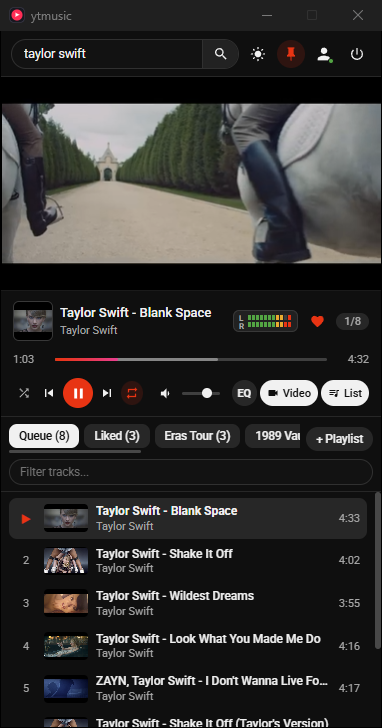 ytmusic
taylor swift
Taylor Swift - Blank Space
Taylor Swift
L
R
1/8
1:03
4:32
EQ
Video
List
Queue (8)
Liked (3)
Eras Tour (3)
1989 Vau
+ Playlist
Filter tracks...
Taylor Swift - Blank Space
Taylor Swift
4:33
2
Taylor Swift - Shake It Off
Taylor Swift
4:02
3
Taylor Swift - Wildest Dreams
Taylor Swift
3:55
4
Taylor Swift - Look What You Made Me Do
Taylor Swift
4:16
5
ZAYN, Taylor Swift - I Don't Wanna Live Fo...
Taylor Swift
4:17
Taylor Swift - Shake It Off (Taylor's Version)